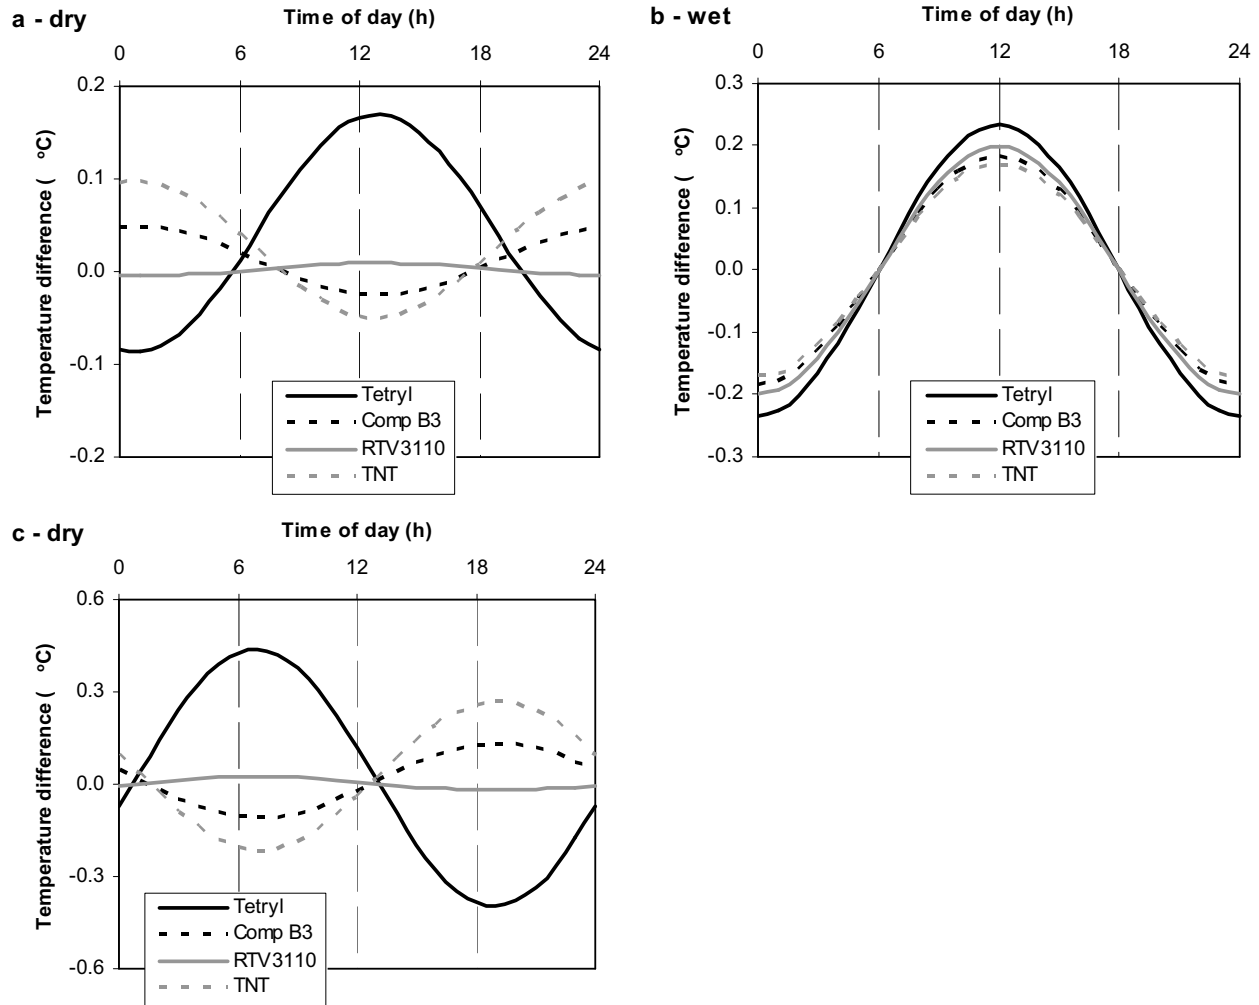 a - dry
Time of day (h)
0 6 12 18 24
Temperature difference ( ºC)
0.2
0.1
0.0
-0.1
-0.2
Tetryl
Comp B3
RTV3110
TNT
b - wet
Time of day (h)
0 6 12 18 24
Temperature difference ( ºC)
0.3
0.2
0.1
0.0
-0.1
-0.2
-0.3
Tetryl
Comp B3
RTV3110
TNT
c - dry
Time of day (h)
0 6 12 18 24
Temperature difference ( ºC)
0.6
0.3
0.0
-0.3
-0.6
Tetryl
Comp B3
RTV3110
TNT